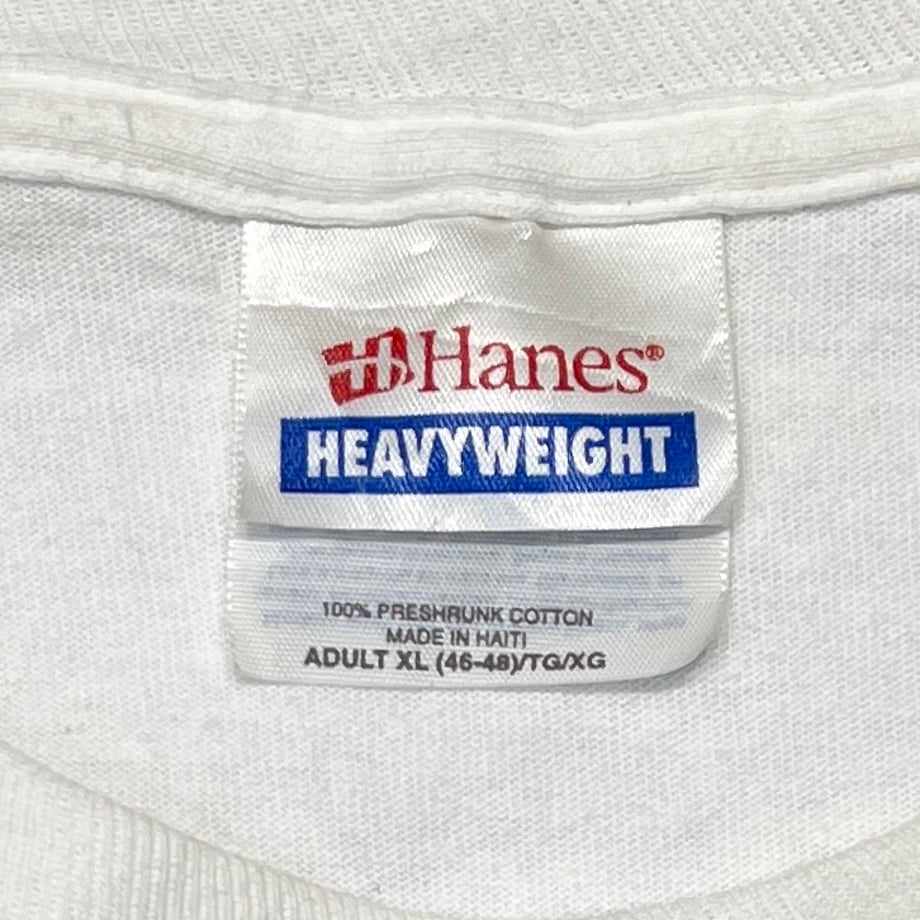 Hanes®
HEAVYWEIGHT
100% PRESHRUNK COTTON
MADE IN HAITI
ADULT XL (46-48)/TG/XG